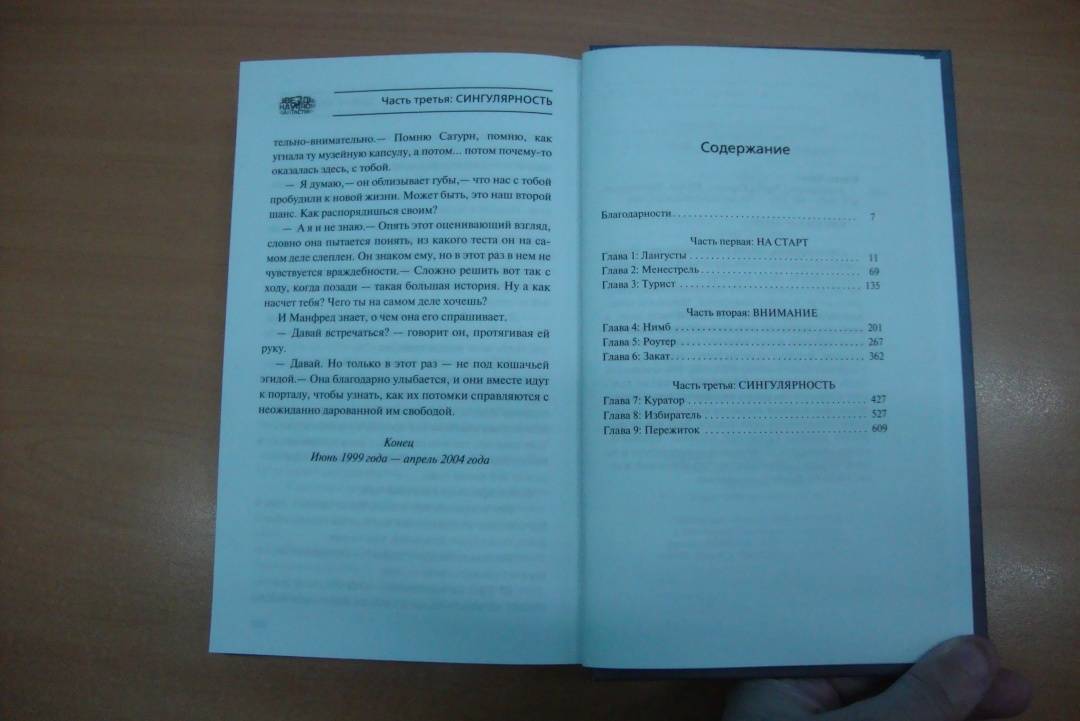 ЗВЕЗДЫ
НАУЧНОЙ
ФАНТАСТИКИ
Часть третья: СИНГУЛЯРНОСТЬ
тельно-внимательно.— Помню Сатурн, помню, как
угнала ту музейную капсулу, а потом... потом почему-то
оказалась здесь, с тобой.
— Я думаю,— он облизывает губы,— что нас с тобой
пробудили к новой жизни. Может быть, это наш второй
шанс. Как распорядишься своим?
— А я и не знаю.— Опять этот оценивающий взгляд,
словно она пытается понять, из какого теста он на са-
мом деле слеплен. Он знаком ему, но в этот раз в нем не
чувствуется враждебности.— Сложно решить вот так с
ходу, когда позади — такая большая история. Ну а как
насчет тебя? Чего ты на самом деле хочешь?
И Манфред знает, о чем она его спрашивает.
— Давай встречаться? — говорит он, протягивая ей
руку.
— Давай. Но только в этот раз — не под кошачьей
эгидой.— Она благодарно улыбается, и они вместе идут
к порталу, чтобы узнать, как их потомки справляются с
неожиданно дарованной им свободой.
Конец
Июнь 1999 года — апрель 2004 года
Содержание
Благодарности 7
Часть первая: НА СТАРТ
Глава 1: Лангусты 11
Глава 2: Менестрель 69
Глава 3: Турист 135
Часть вторая: ВНИМАНИЕ
Глава 4: Нимб 201
Глава 5: Роутер 267
Глава 6: Закат 362
Часть третья: СИНГУЛЯРНОСТЬ
Глава 7: Куратор 427
Глава 8: Избиратель 527
Глава 9: Пережиток 609